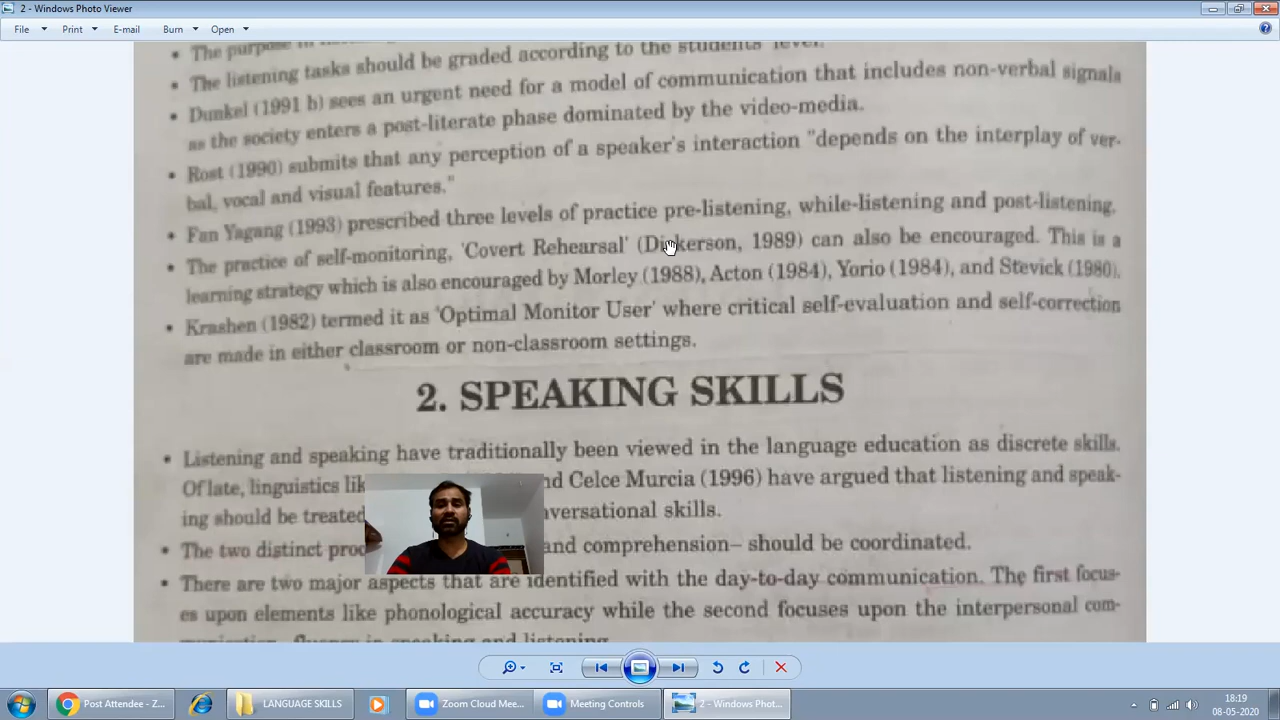 2 - Windows Photo Viewer
File Print E-mail Burn Open
The purpose
• The listening tasks should be graded according to the students' level.
• Dunkel (1991 b) sees an urgent need for a model of communication that includes non-verbal signals
as the society enters a post-literate phase dominated by the video-media.
• Rost (1990) submits that any perception of a speaker's interaction "depends on the interplay of ver-
bal, vocal and visual features."
• Fan Yagang (1993) prescribed three levels of practice pre-listening, while-listening and post-listening.
• The practice of self-monitoring, 'Covert Rehearsal' (Dickerson, 1989) can also be encouraged. This is a
learning strategy which is also encouraged by Morley (1988), Acton (1984), Yorio (1984), and Stevick (1980).
• Krashen (1982) termed it as 'Optimal Monitor User' where critical self-evaluation and self-correction
are made in either classroom or non-classroom settings.
2. SPEAKING SKILLS
• Listening and speaking have traditionally been viewed in the language education as discrete skills.
Of late, linguistics and Celce Murcia (1996) have argued that listening and speak-
ing should be treated skills.
• The two distinct and comprehension– should be coordinated.
• There are two major aspects that are identified with the day-to-day communication. The first focus-
es upon elements like phonological accuracy while the second focuses upon the interpersonal com-
fluency in speaking and listening.
Post Attendee - Z... LANGUAGE SKILLS Zoom Cloud Mee... Meeting Controls 2 - Windows Phot...
18:19
08-05-2020